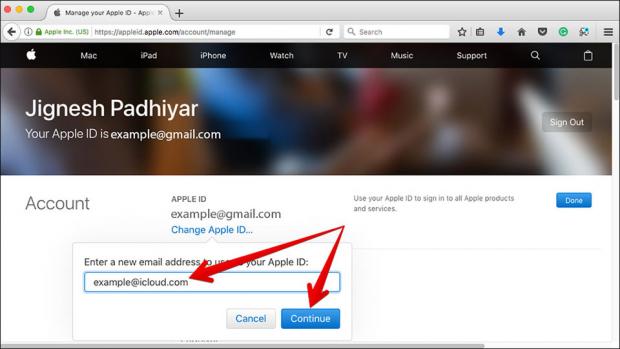 Manage your Apple ID - Appl
Apple Inc. (US)
https://appleid.apple.com/account/manage
Search
Mac
iPad
iPhone
Watch
TV
Music
Support
Jignesh Padhiyar
Your Apple ID is example@gmail.com
Sign Out
Account
APPLE ID
example@gmail.com
Change Apple ID...
Use your Apple ID to sign in to all Apple products
and services.
Done
Enter a new email address to use your Apple ID:
example@icloud.com
Cancel
Continue